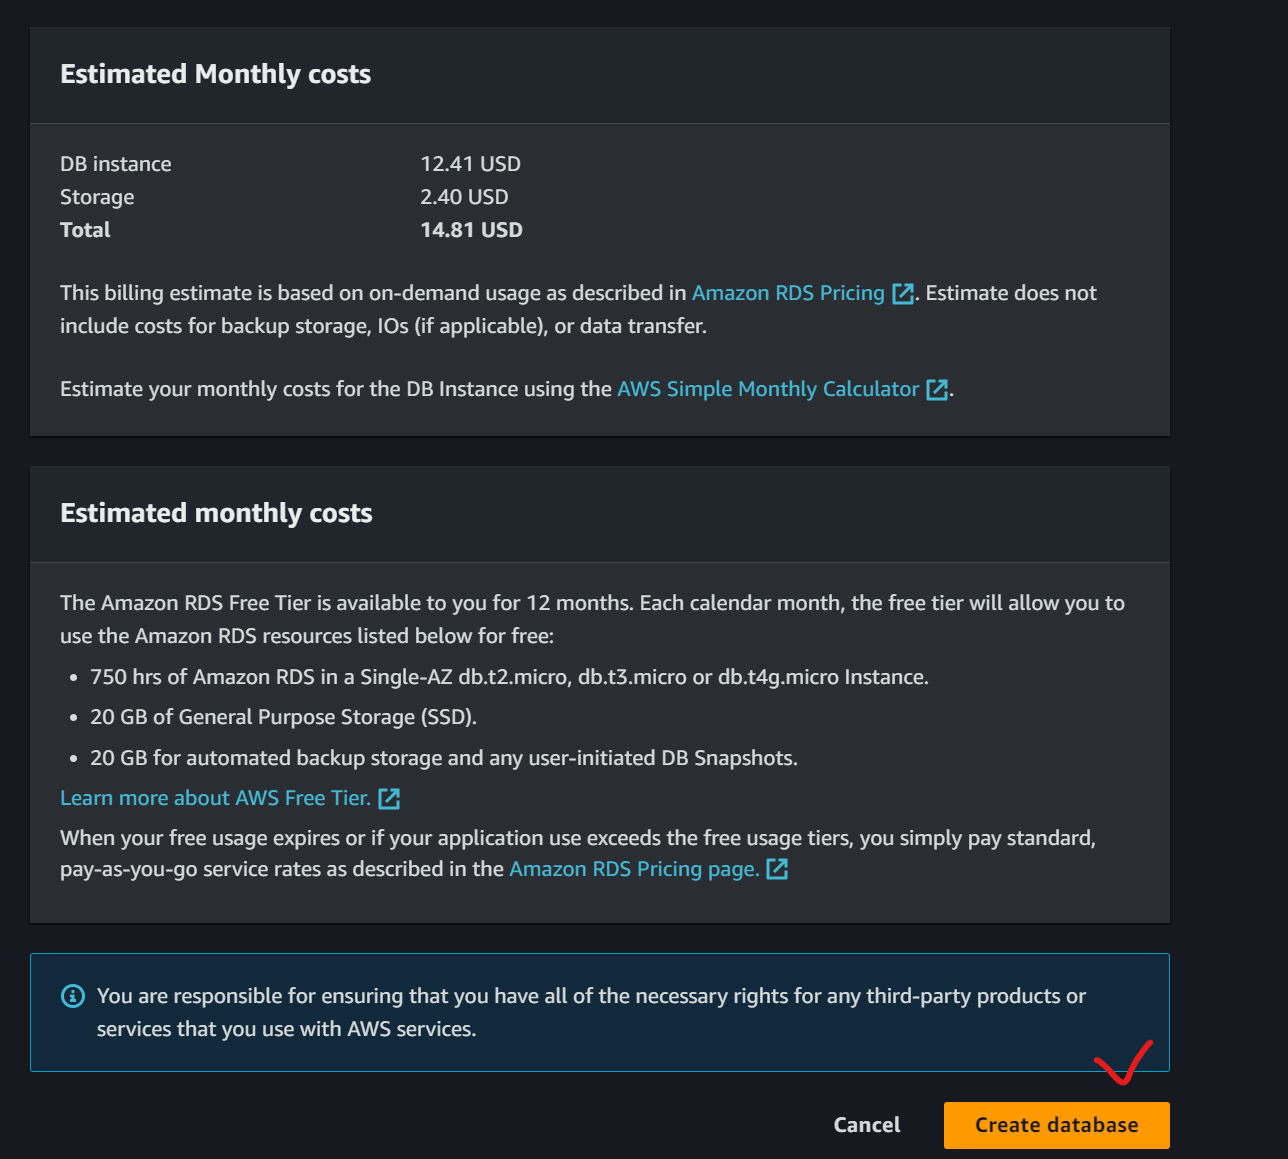 Estimated Monthly costs
DB instance 12.41 USD
Storage 2.40 USD
Total 14.81 USD
This billing estimate is based on on-demand usage as described in Amazon RDS Pricing. Estimate does not
include costs for backup storage, IOs (if applicable), or data transfer.
Estimate your monthly costs for the DB Instance using the AWS Simple Monthly Calculator.
Estimated monthly costs
The Amazon RDS Free Tier is available to you for 12 months. Each calendar month, the free tier will allow you to
use the Amazon RDS resources listed below for free:
• 750 hrs of Amazon RDS in a Single-AZ db.t2.micro, db.t3.micro or db.t4g.micro Instance.
• 20 GB of General Purpose Storage (SSD).
• 20 GB for automated backup storage and any user-initiated DB Snapshots.
Learn more about AWS Free Tier.
When your free usage expires or if your application use exceeds the free usage tiers, you simply pay standard,
pay-as-you-go service rates as described in the Amazon RDS Pricing page.
You are responsible for ensuring that you have all of the necessary rights for any third-party products or
services that you use with AWS services.
Cancel Create database